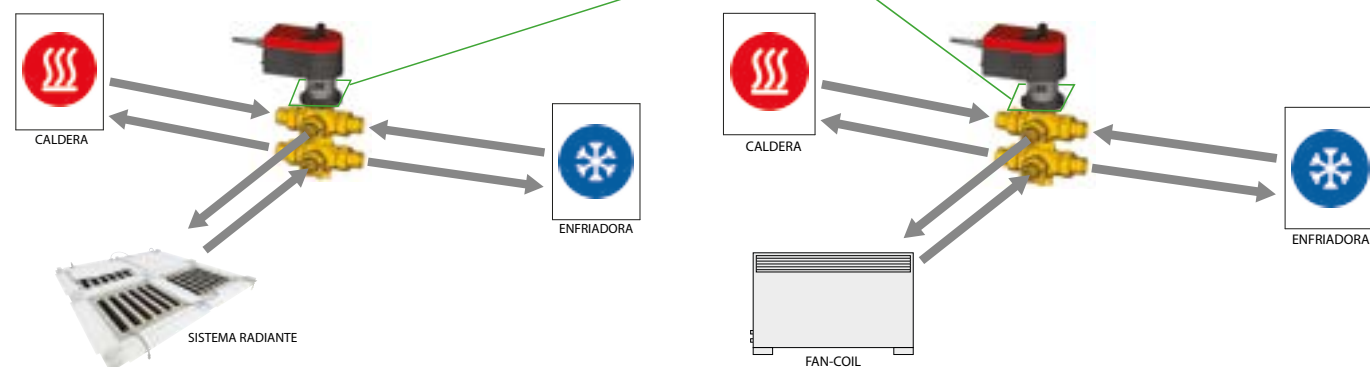 CALDERA
ENFRIADORA
SISTEMA RADIANTE
CALDERA
ENFRIADORA
FAN-COIL